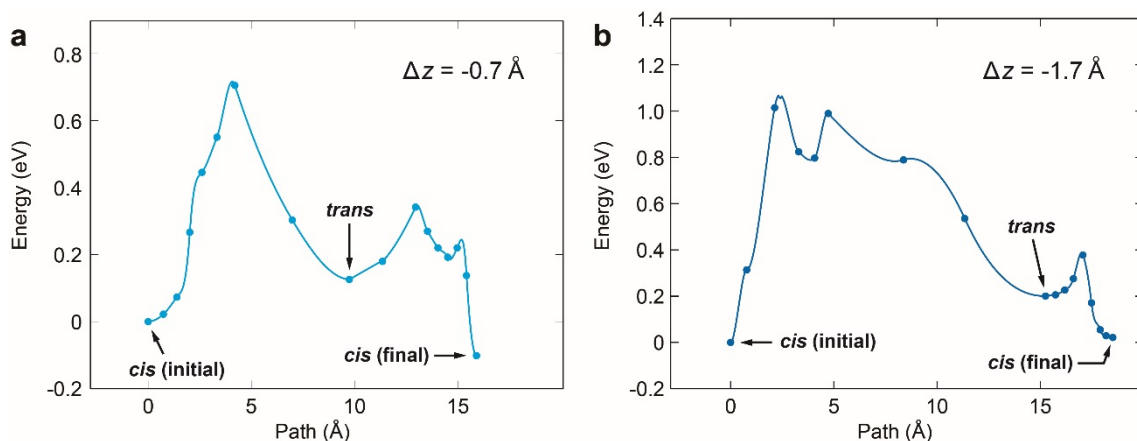 a
Δz = -0.7 Å
0.8
0.6
0.4
0.2
0
-0.2
Energy (eV)
trans
cis (initial)
cis (final)
0
5
10
15
Path (Å)
b
Δz = -1.7 Å
1.4
1.2
1.0
0.8
0.6
0.4
0.2
0
-0.2
Energy (eV)
trans
cis (initial)
cis (final)
0
5
10
15
Path (Å)